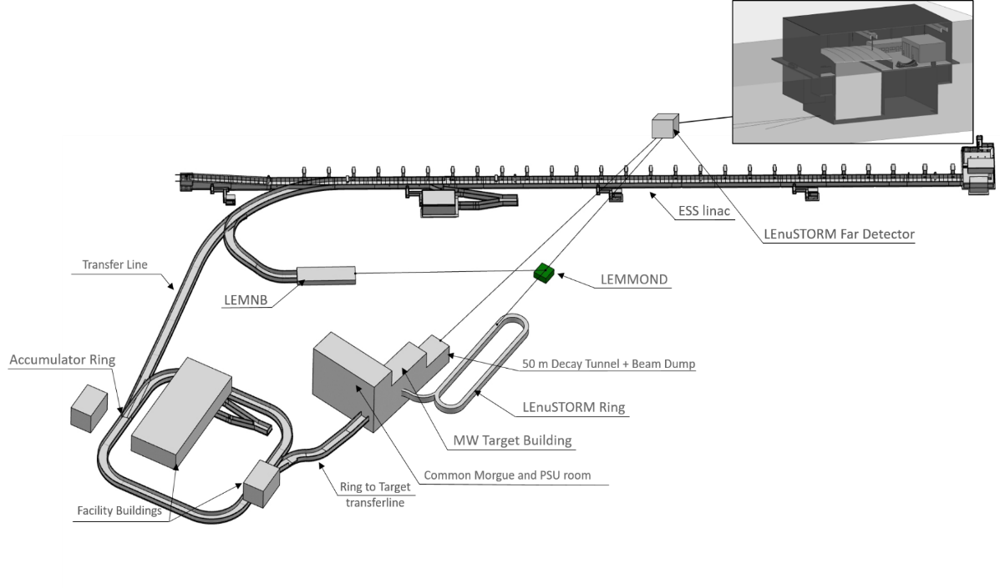 ESS linac
LEnuSTORM Far Detector
Transfer Line
LEMMOND
LEMNB
Accumulator Ring
50 m Decay Tunnel + Beam Dump
LEnuSTORM Ring
MW Target Building
Common Morgue and PSU room
Ring to Target
transferline
Facility Buildings